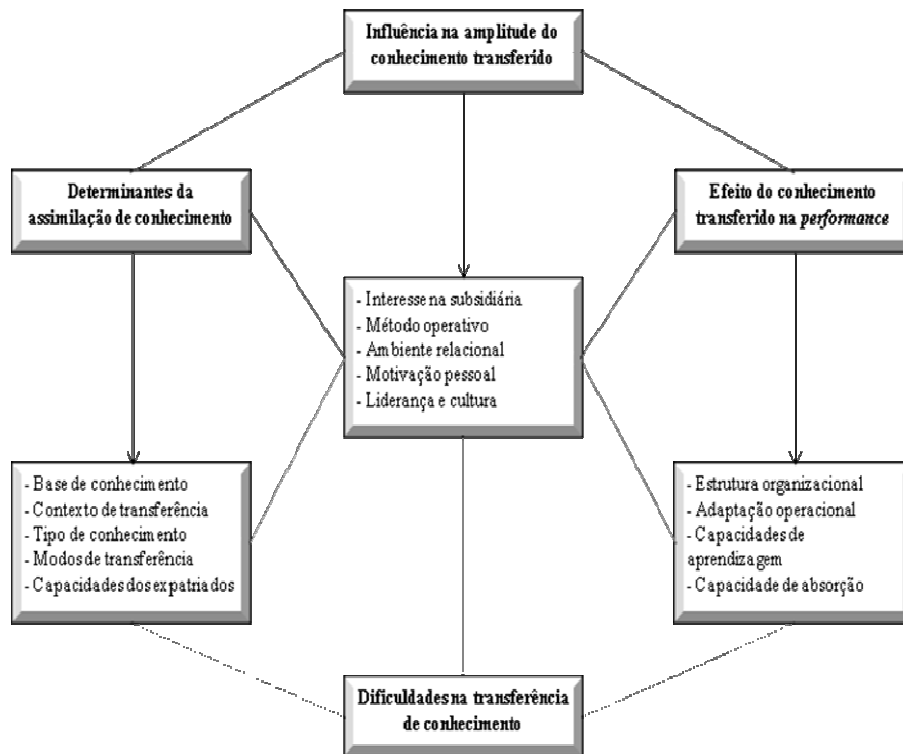 Influência na amplitude do
conhecimento transferido
Determinantes da
assimilação de conhecimento
Efeito do conhecimento
transferido na performance
- Interesse na subsidiária
- Método operativo
- Ambiente relacional
- Motivação pessoal
- Liderança e cultura
- Base de conhecimento
- Contexto de transferência
- Tipo de conhecimento
- Modos de transferência
- Capacidades dos expatriados
- Estrutura organizacional
- Adaptação operacional
- Capacidades de
aprendizagem
- Capacidade de absorção
Dificuldades na transferência
de conhecimento